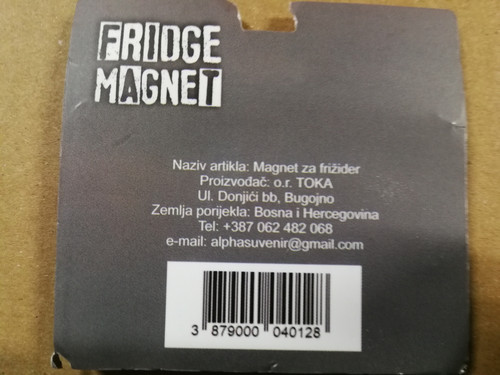 FRIDGE
MAGNET
Naziv artikla: Magnet za frižider
Proizvođač: o.r. TOKA
Ul. Donjići bb, Bugojno
Zemlja porijekla: Bosna i Hercegovina
Tel: +387 062 482 068
e-mail: alphasuvenir@gmail.com
3 879000 040128